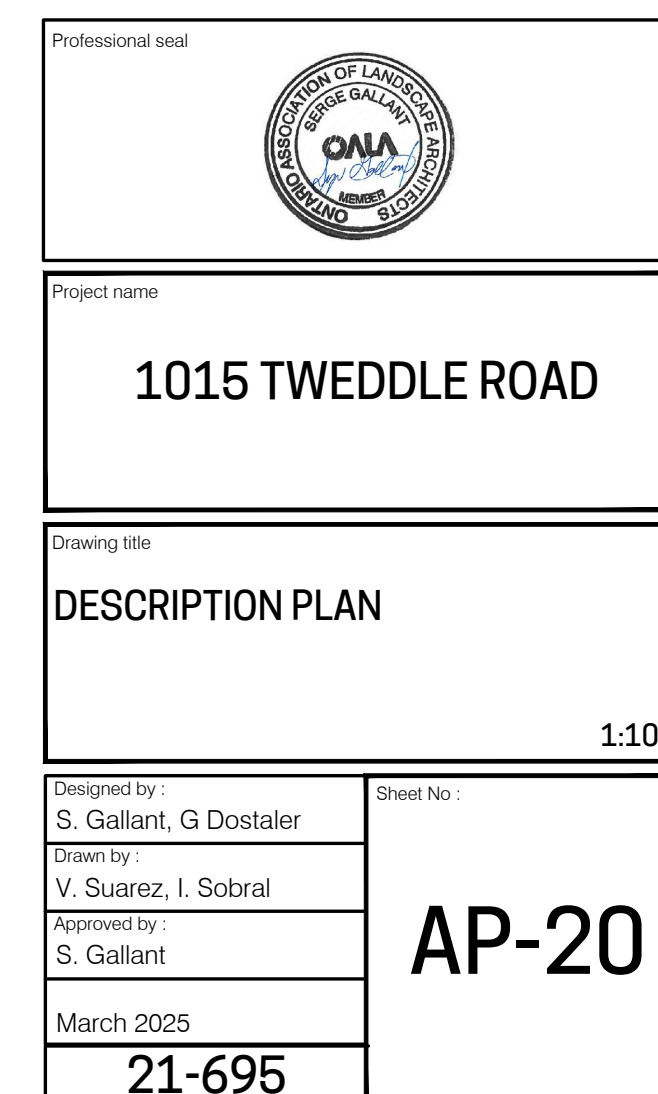 Professional seal
ONTARIO ASSOCIATION OF LANDSCAPE ARCHITECTS
SERGE GALLANT
OALA
MEMBER
Project name
1015 TWEDDLE ROAD
Drawing title
DESCRIPTION PLAN
1:10
Designed by :
S. Gallant, G Dostaler
Drawn by :
V. Suarez, I. Sobral
Approved by :
S. Gallant
March 2025
21-695
Sheet No :
AP-20